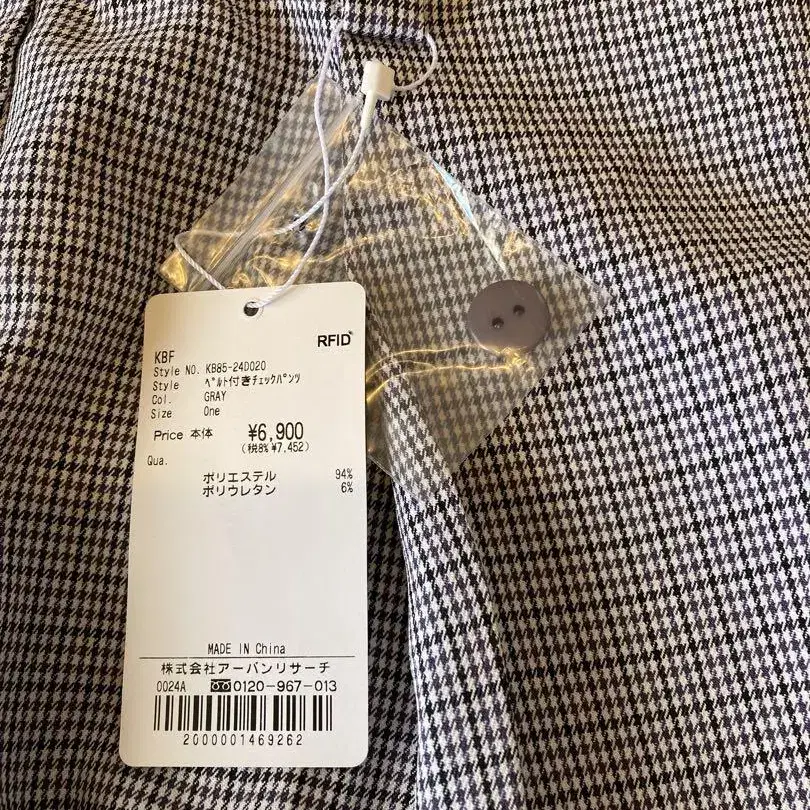 RFID
KBF
Style NO. KB85-24D020
Style ベルト付きチェックパンツ
Col. GRAY
Size One
Price 本体 ¥6,900
(税8%¥7,452)
Qua.
ポリエステル 94%
ポリウレタン 6%
MADE IN China
株式会社アーバンリサーチ
0024A 0120-967-013
2000001469262